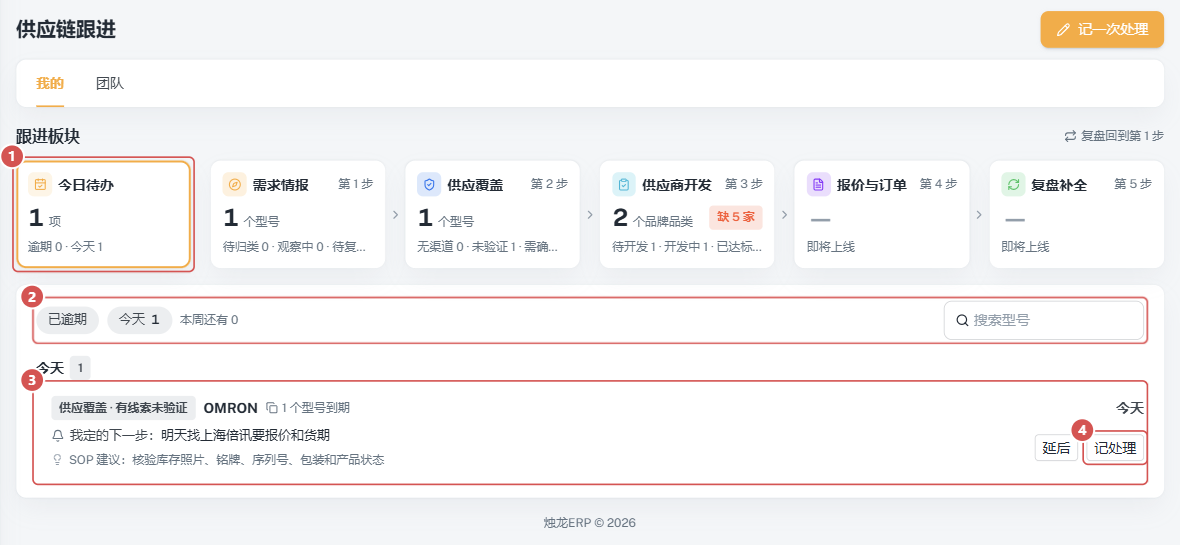 供应链跟进
记一次处理
我的 团队
跟进板块
复盘回到第 1 步
1
今日待办
1 项
逾期 0 · 今天 1
需求情报 第 1 步
1 个型号
待归类 0 · 观察中 0 · 待复...
供应覆盖 第 2 步
1 个型号
无渠道 0 · 未验证 1 · 需确...
供应商开发 第 3 步
2 个品牌品类 缺 5 家
待开发 1 · 开发中 1 · 已达标...
报价与订单 第 4 步
—
即将上线
复盘补全 第 5 步
—
即将上线
2
已逾期 今天 1 本周还有 0
搜索型号
今天 1
3
供应覆盖 · 有线索未验证 OMRON 1 个型号到期 今天
我定的下一步：明天找上海倍讯要报价和货期
4
延后 记处理
SOP 建议：核验库存照片、铭牌、序列号、包装和产品状态
烛龙ERP © 2026